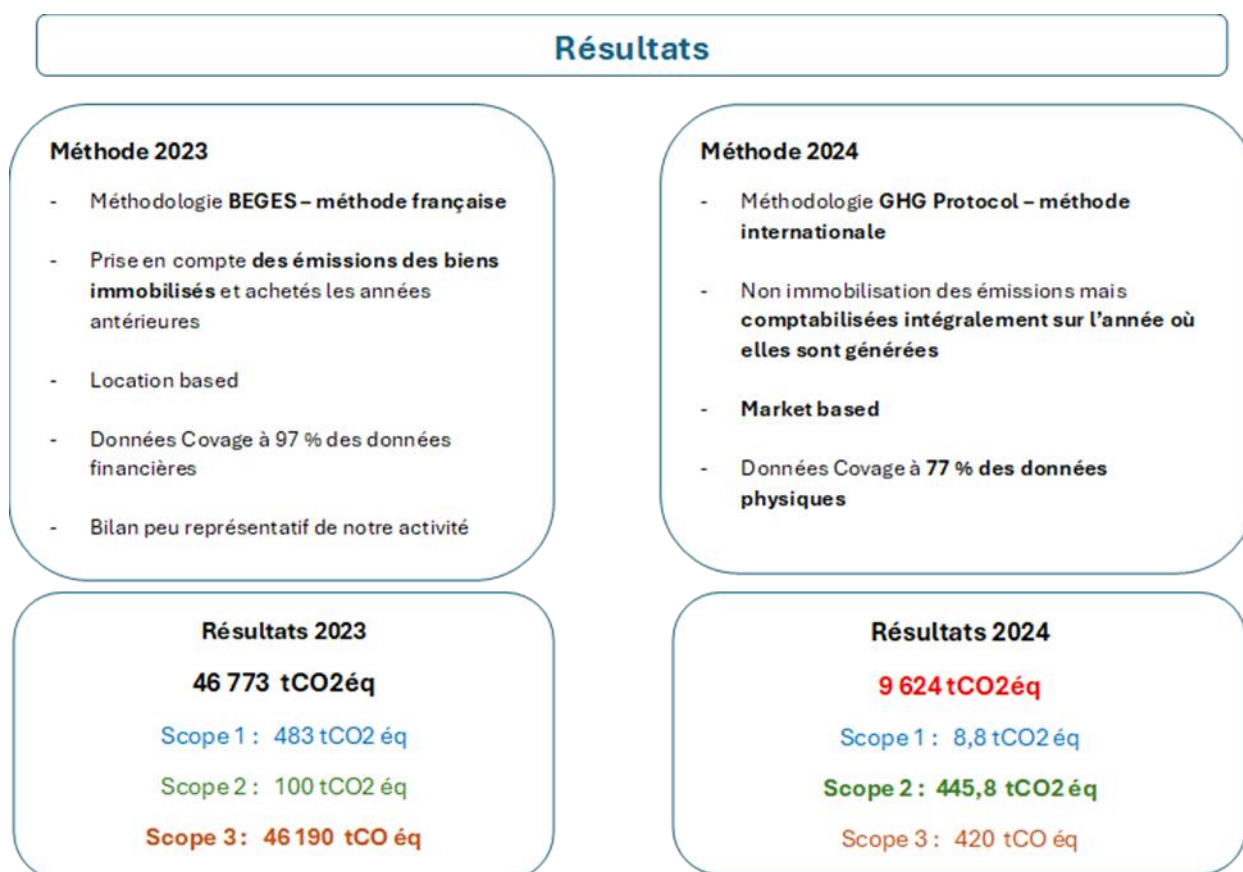 Résultats
Méthode 2023
- Méthodologie BEGES – méthode française
- Prise en compte des émissions des biens
immobilisés et achetés les années
antérieures
- Location based
- Données Covage à 97 % des données
financières
- Bilan peu représentatif de notre activité
Méthode 2024
- Méthodologie GHG Protocol – méthode
internationale
- Non immobilisation des émissions mais
comptabilisées intégralement sur l’année où
elles sont générées
- Market based
- Données Covage à 77 % des données
physiques
Résultats 2023
46 773 tCO2éq
Scope 1 : 483 tCO2 éq
Scope 2 : 100 tCO2 éq
Scope 3 : 46 190 tCO éq
Résultats 2024
9 624 tCO2éq
Scope 1 : 8,8 tCO2 éq
Scope 2 : 445,8 tCO2 éq
Scope 3 : 420 tCO éq